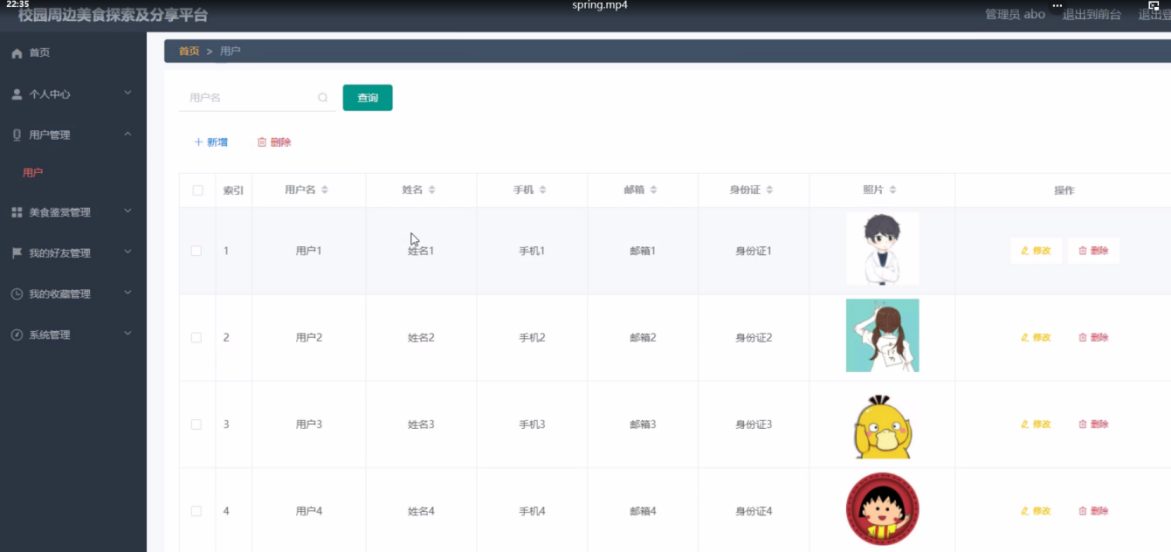 22:35
spring.mp4
校园周边美食探索及分享平台
管理员 abo 退出到前台 退出登
首页
个人中心
用户管理
用户
美食鉴赏管理
我的好友管理
我的收藏管理
系统管理
首页 > 用户
用户名
查询
+ 新增
删除
索引 用户名 姓名 手机 邮箱 身份证 照片 操作
1 用户1 姓名1 手机1 邮箱1 身份证1 修改 删除
2 用户2 姓名2 手机2 邮箱2 身份证2 修改 删除
3 用户3 姓名3 手机3 邮箱3 身份证3 修改 删除
4 用户4 姓名4 手机4 邮箱4 身份证4 修改 删除